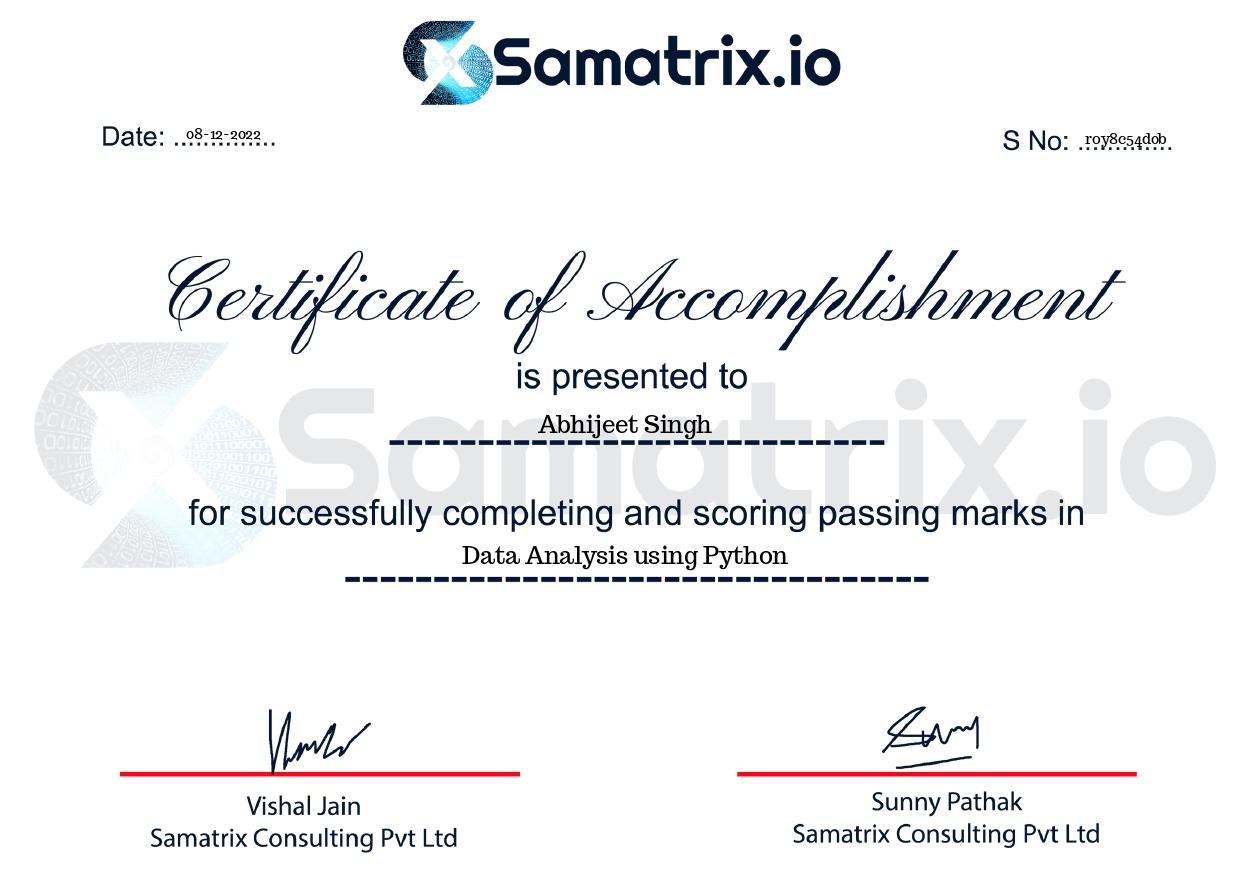 Samatrix.io
Date: 08-12-2022
S No: roy8c54dob
Certificate of Accomplishment
is presented to
Abhijeet Singh
Samatrix.io
for successfully completing and scoring passing marks in
Data Analysis using Python
Vishal Jain
Samatrix Consulting Pvt Ltd
Sunny Pathak
Samatrix Consulting Pvt Ltd